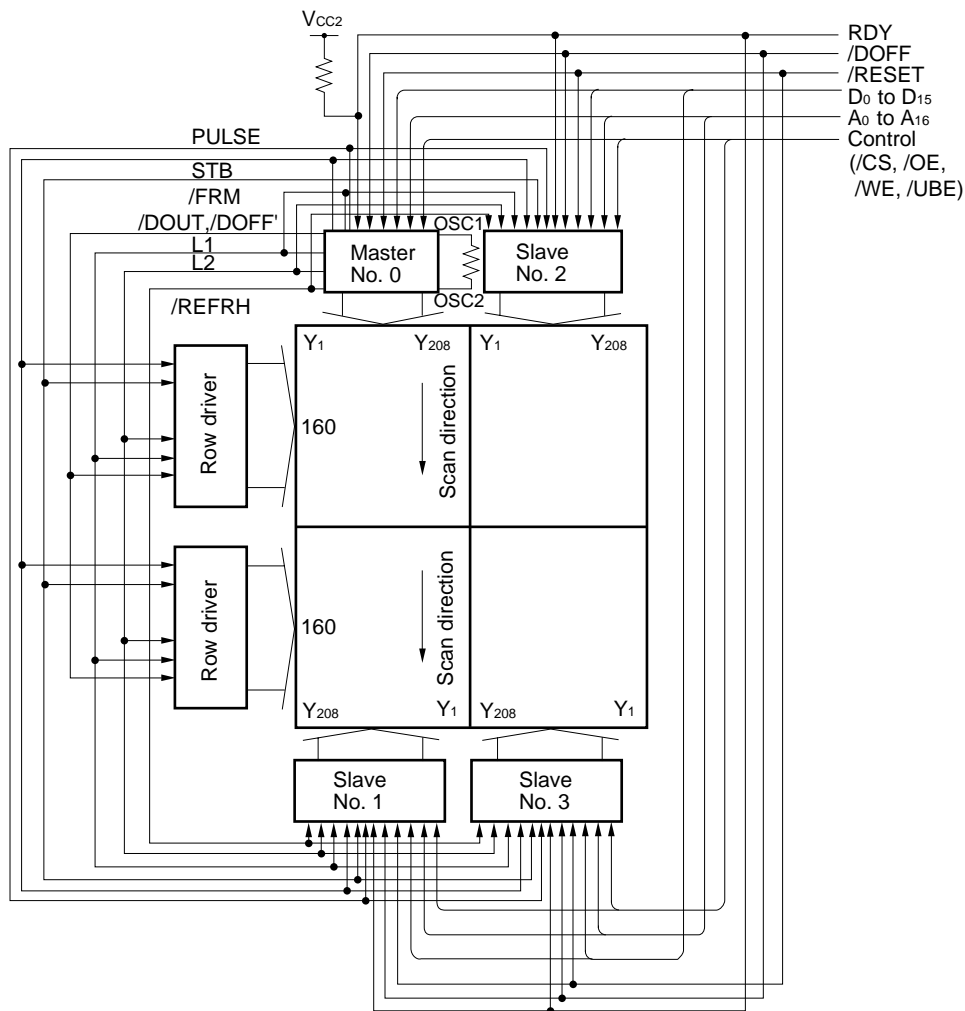 VCC2
RDY
/DOFF
/RESET
D0 to D15
A0 to A16
Control
(/CS, /OE,
/WE, /UBE)
PULSE
STB
/FRM
/DOUT,/DOFF'
L1
L2
/REFRH
OSC1
OSC2
Master
No. 0
Slave
No. 2
Y1
Y208
Y1
Y208
Row driver
160
Scan direction
Row driver
160
Scan direction
Y208
Y1
Y208
Y1
Slave
No. 1
Slave
No. 3